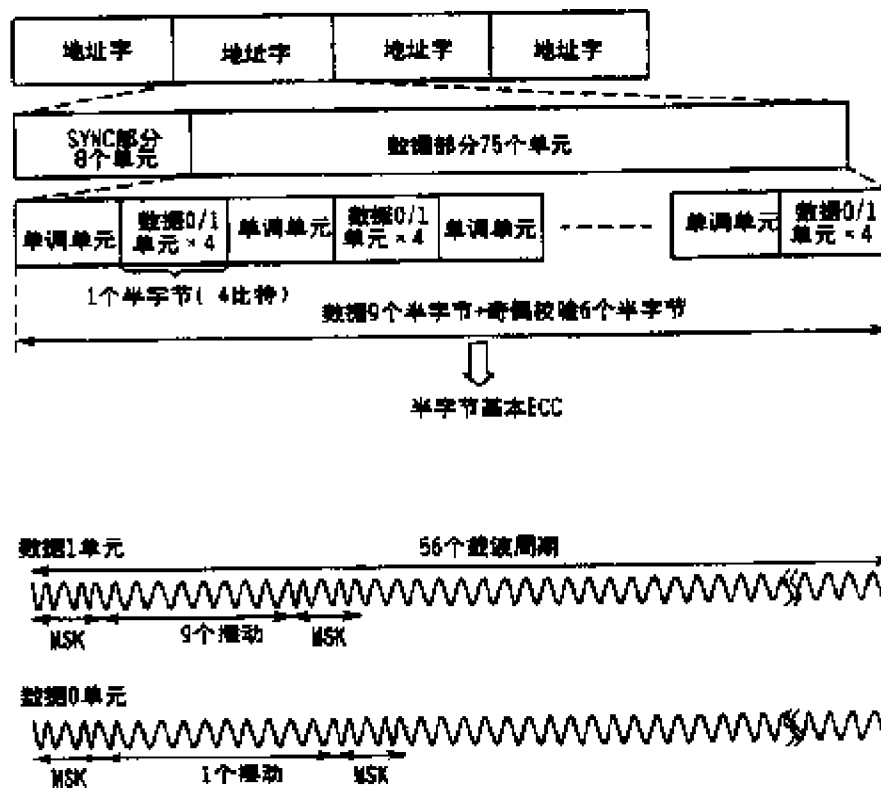 地址字 地址字 地址字 地址字
SYNC部分
8个单元
数据部分75个单元
单调单元
数据0/1
单元×4
单调单元
数据0/1
单元×4
单调单元
单调单元
数据0/1
单元×4
1个半字节( 4比特)
数据9个半字节+奇偶校验6个半字节
半字节基本ECC
数据1单元
56个载波周期
MSK
9个摆动
MSK
数据0单元
MSK
1个摆动
MSK